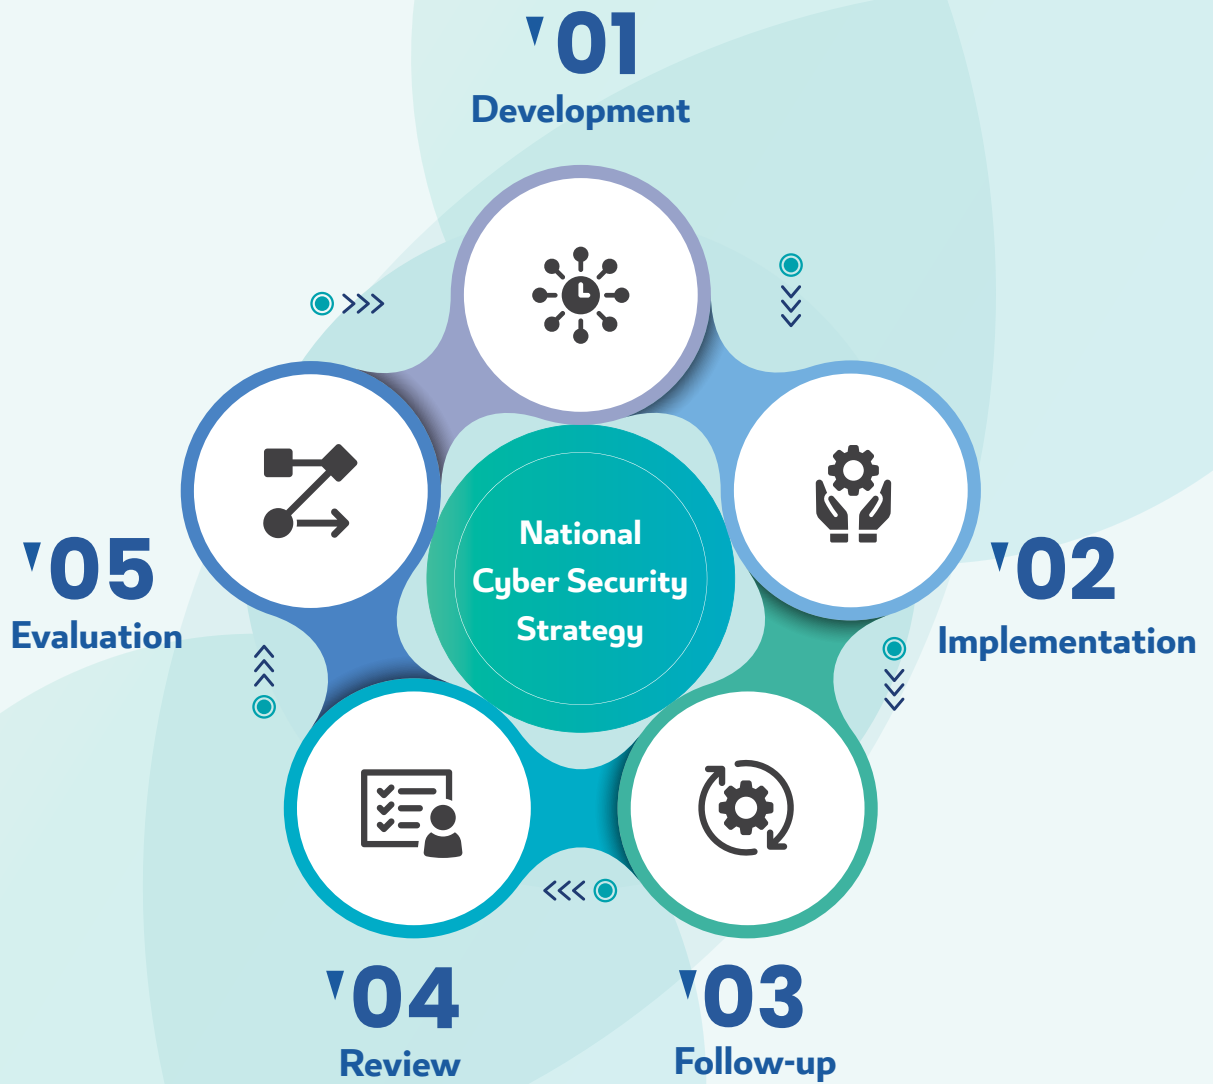 01
Development
National
Cyber Security
Strategy
02
Implementation
03
Follow-up
04
Review
05
Evaluation